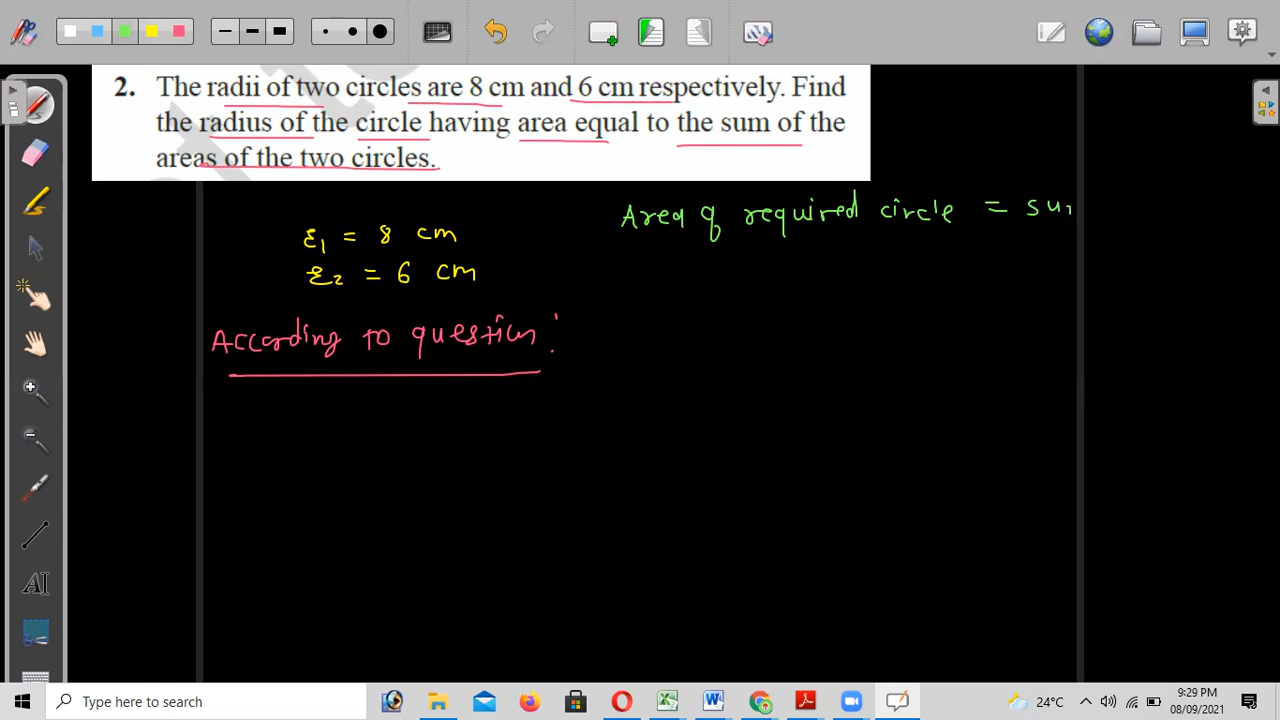 2. The radii of two circles are 8 cm and 6 cm respectively. Find
the radius of the circle having area equal to the sum of the
areas of the two circles.
Area of required circle = su
r1 = 8 cm
r2 = 6 cm
According to question :
AI
Type here to search
24°C
9:29 PM
08/09/2021